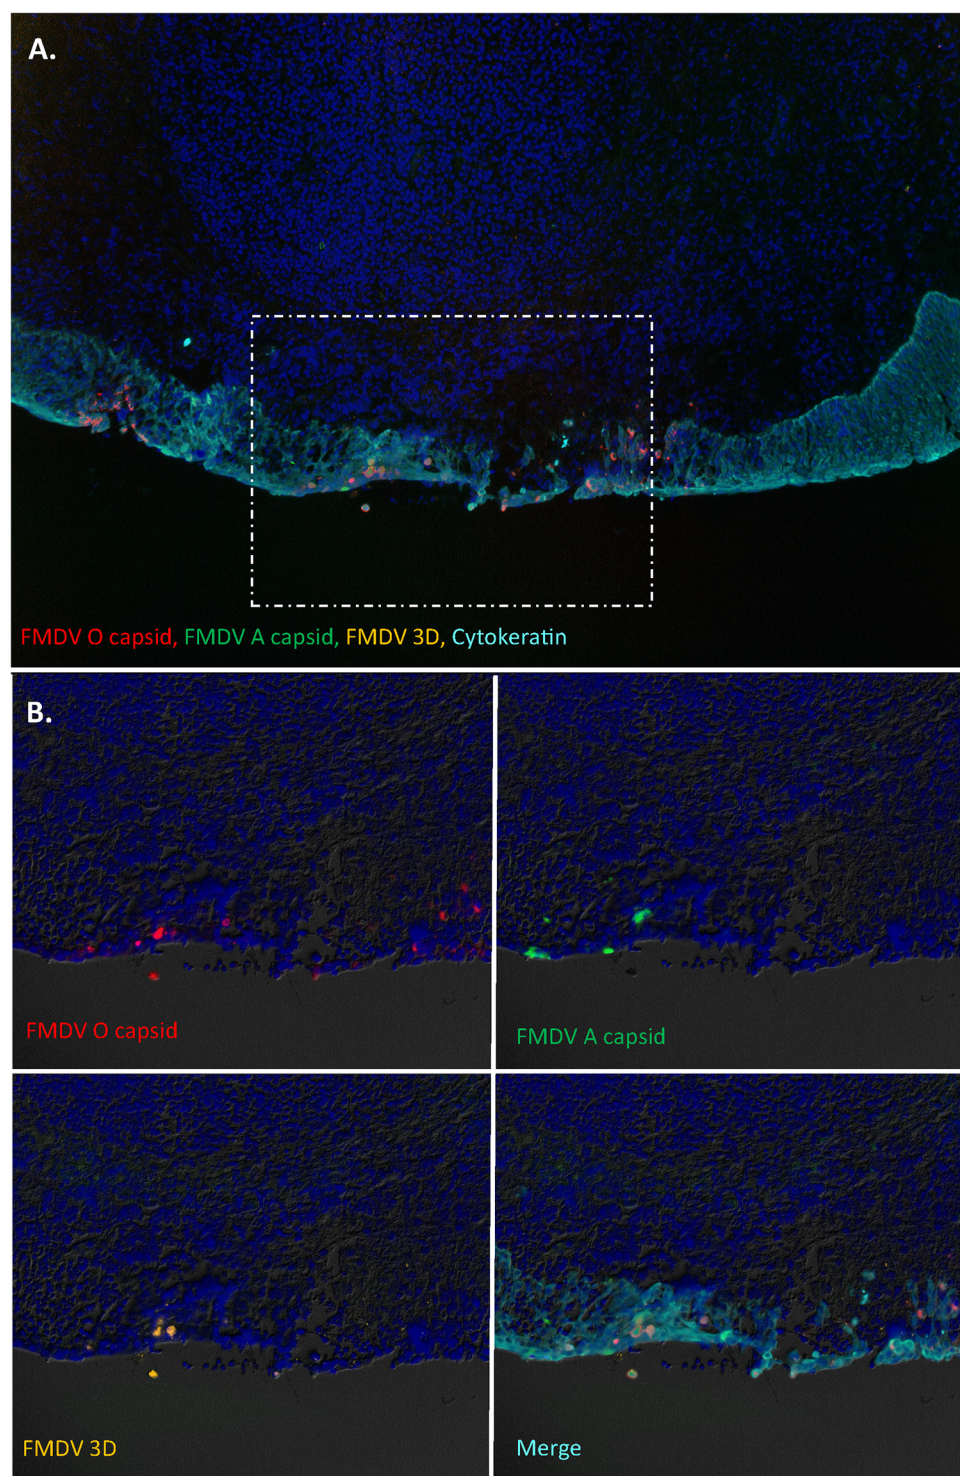 A.
FMDV O capsid, FMDV A capsid, FMDV 3D, Cytokeratin
B.
FMDV O capsid
FMDV A capsid
FMDV 3D
Merge